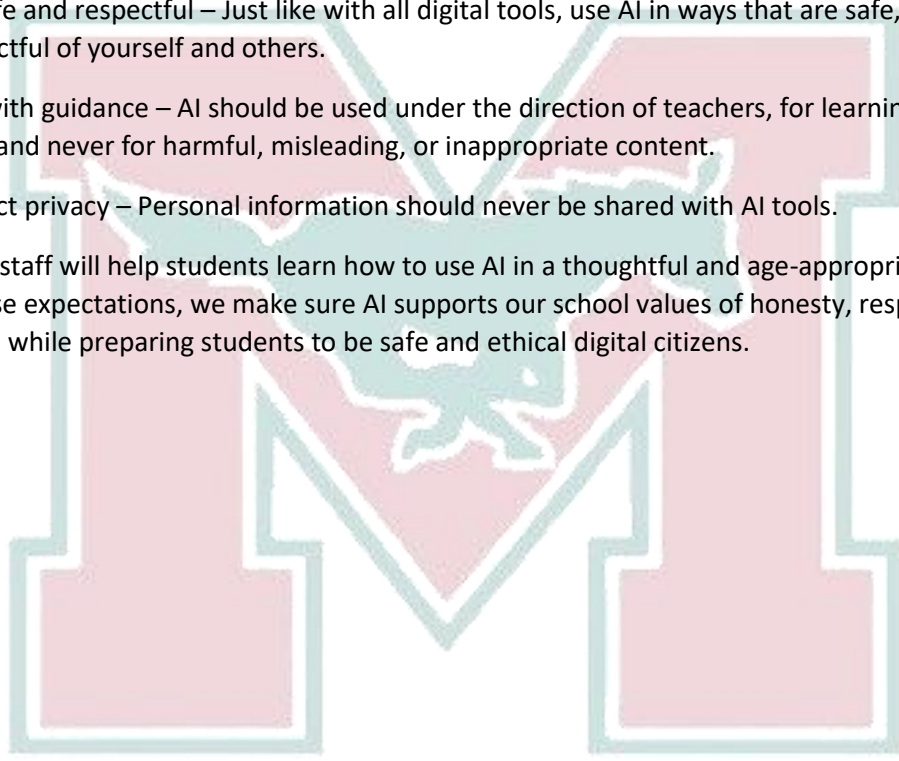 fe and respectful – Just like with all digital tools, use AI in ways that are safe,
ctful of yourself and others.
with guidance – AI should be used under the direction of teachers, for learnin
and never for harmful, misleading, or inappropriate content.
ct privacy – Personal information should never be shared with AI tools.
staff will help students learn how to use AI in a thoughtful and age-appropri
se expectations, we make sure AI supports our school values of honesty, resp
while preparing students to be safe and ethical digital citizens.